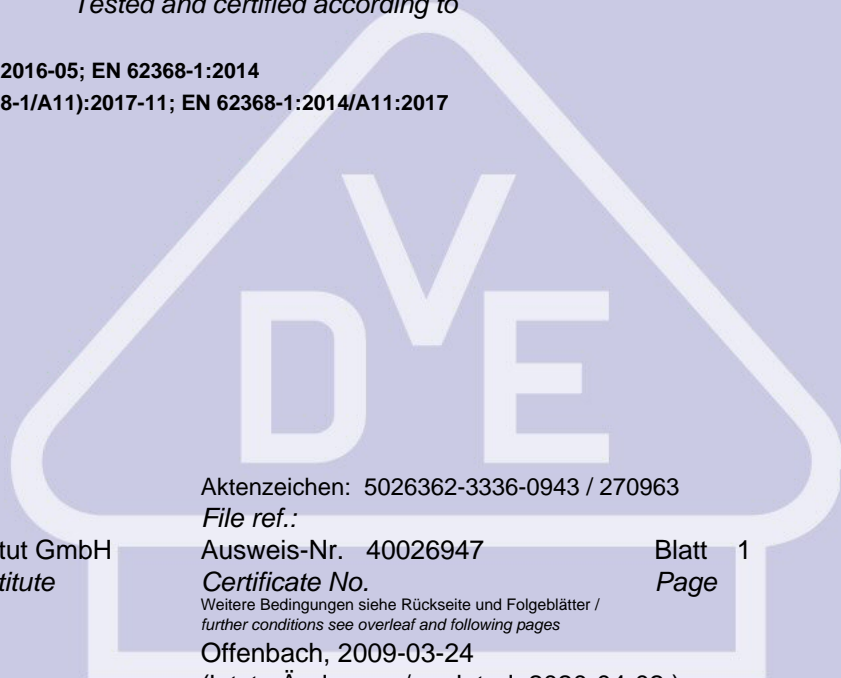 Tested and certified according to
2016-05; EN 62368-1:2014
8-1/A11):2017-11; EN 62368-1:2014/A11:2017
VDE
Aktenzeichen: 5026362-3336-0943 / 270963
File ref.:
tut GmbH Ausweis-Nr. 40026947 Blatt 1
titute Certificate No. Page
Weitere Bedingungen siehe Rückseite und Folgeblätter /
further conditions see overleaf and following pages
Offenbach, 2009-03-24